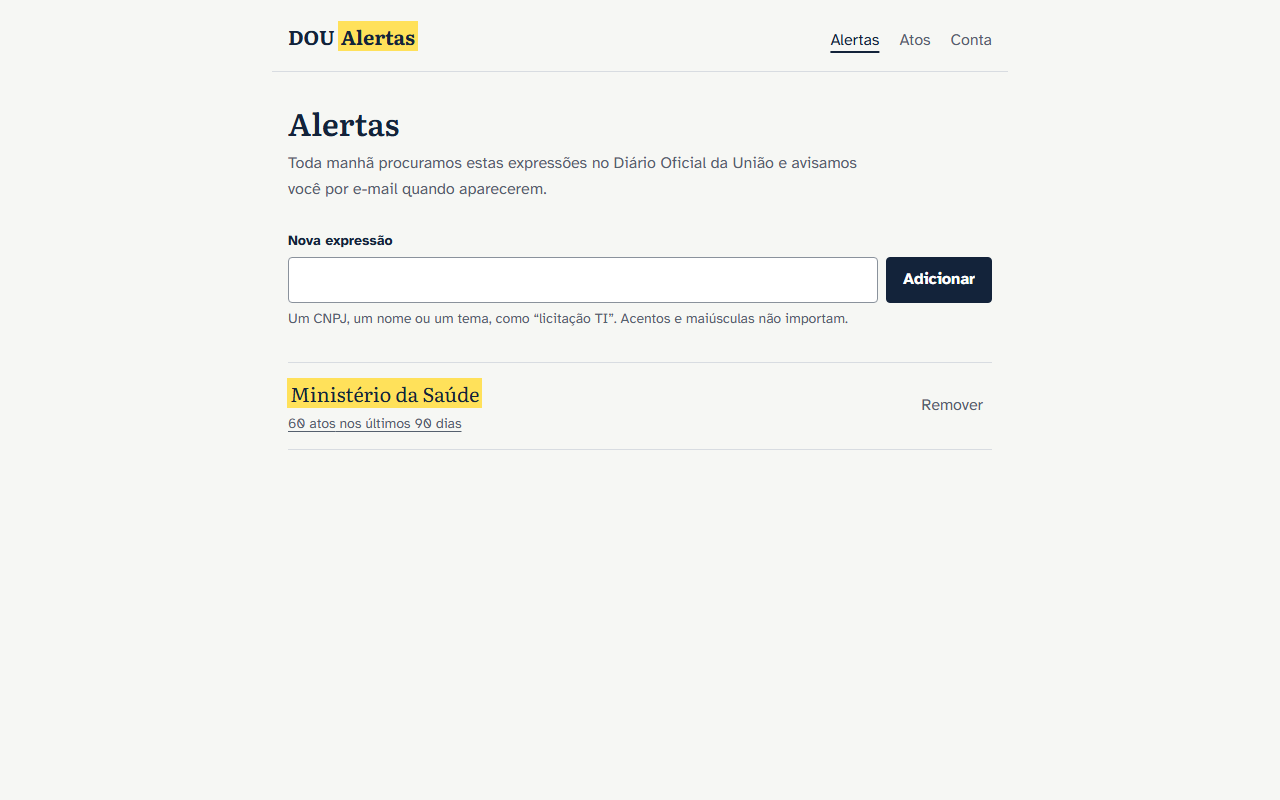 DOU Alertas
Alertas Atos Conta
Alertas
Toda manhã procuramos estas expressões no Diário Oficial da União e avisamos
você por e-mail quando aparecerem.
Nova expressão
Adicionar
Um CNPJ, um nome ou um tema, como “licitação TI”. Acentos e maiúsculas não importam.
Ministério da Saúde
Remover
60 atos nos últimos 90 dias